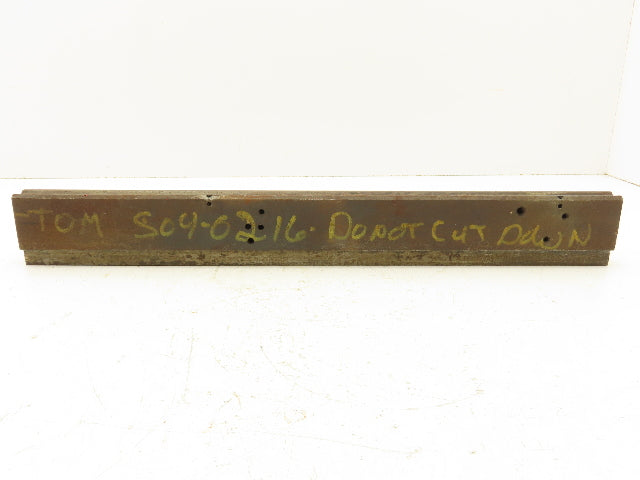 TOM S04-0216. DO NOT CUT DOWN